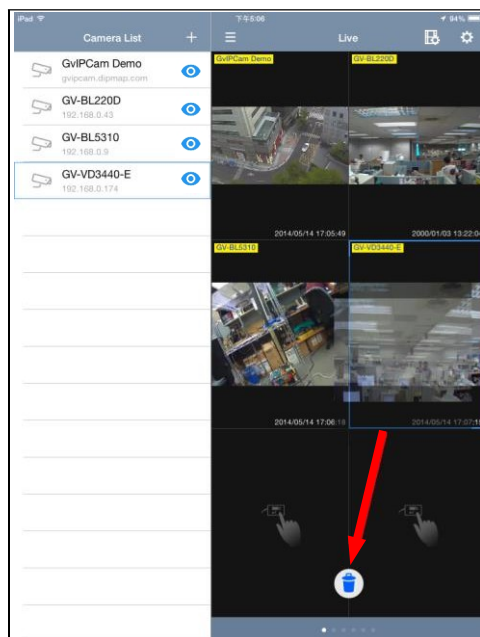 iPad
下午5:06
94%
Camera List
+
Live
GvIPCam Demo
gvipcam.dipmap.com
GV-BL220D
192.168.0.43
GV-BL5310
192.168.0.9
GV-VD3440-E
192.168.0.174
GvIPCam Demo
GV-BL220D
2014/05/14 17:05:49
2000/01/03 13:22:04
GV-BL5310
GV-VD3440-E
2014/05/14 17:06:18
2014/05/14 17:07:15